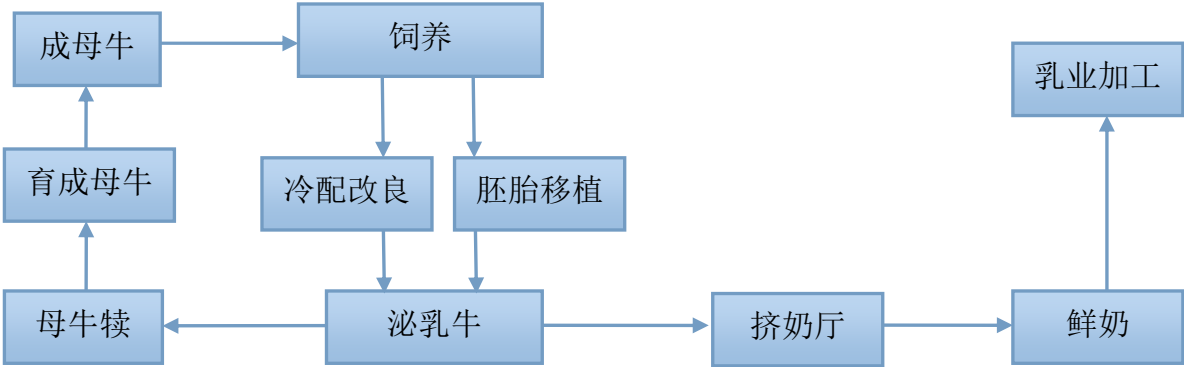 成母牛
饲养
乳业加工
育成母牛
冷配改良
胚胎移植
母牛犊
泌乳牛
挤奶厅
鲜奶